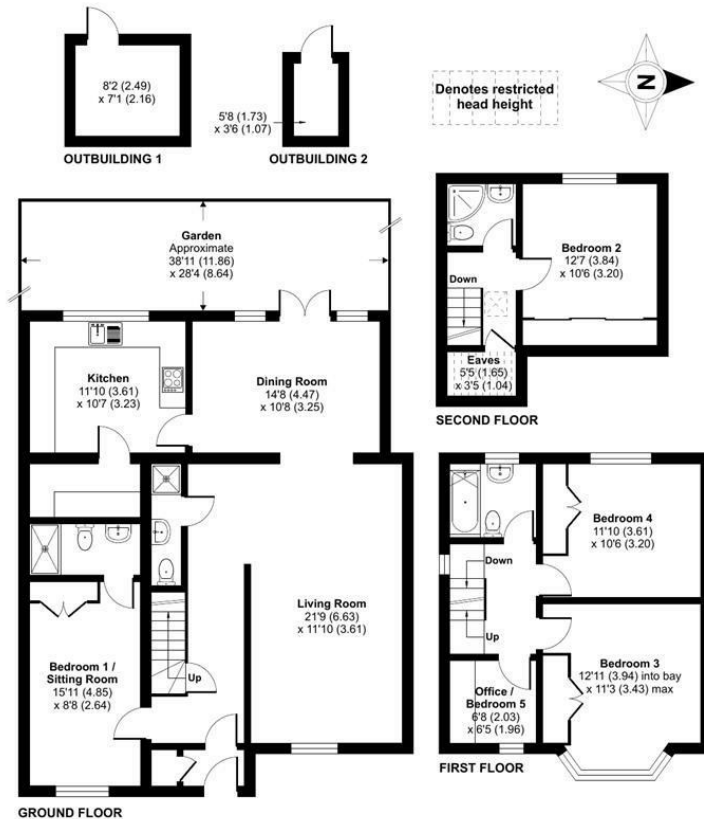 8'2 (2.49)
x 7'1 (2.16)
OUTBUILDING 1
5'8 (1.73)
x 3'6 (1.07)
OUTBUILDING 2
Denotes restricted
head height
N
Garden
Approximate
38'11 (11.86)
x 28'4 (8.64)
Kitchen
11'10 (3.61)
x 10'7 (3.23)
Dining Room
14'8 (4.47)
x 10'8 (3.25)
Living Room
21'9 (6.63)
x 11'10 (3.61)
Bedroom 1 /
Sitting Room
15'11 (4.85)
x 8'8 (2.64)
Up
GROUND FLOOR
Bedroom 2
12'7 (3.84)
x 10'6 (3.20)
Down
Eaves
5'5 (1.65)
x 3'5 (1.04)
SECOND FLOOR
Bedroom 4
11'10 (3.61)
x 10'6 (3.20)
Down
Up
Bedroom 3
12'11 (3.94) into bay
x 11'3 (3.43) max
Office /
Bedroom 5
6'8 (2.03)
x 6'5 (1.96)
FIRST FLOOR